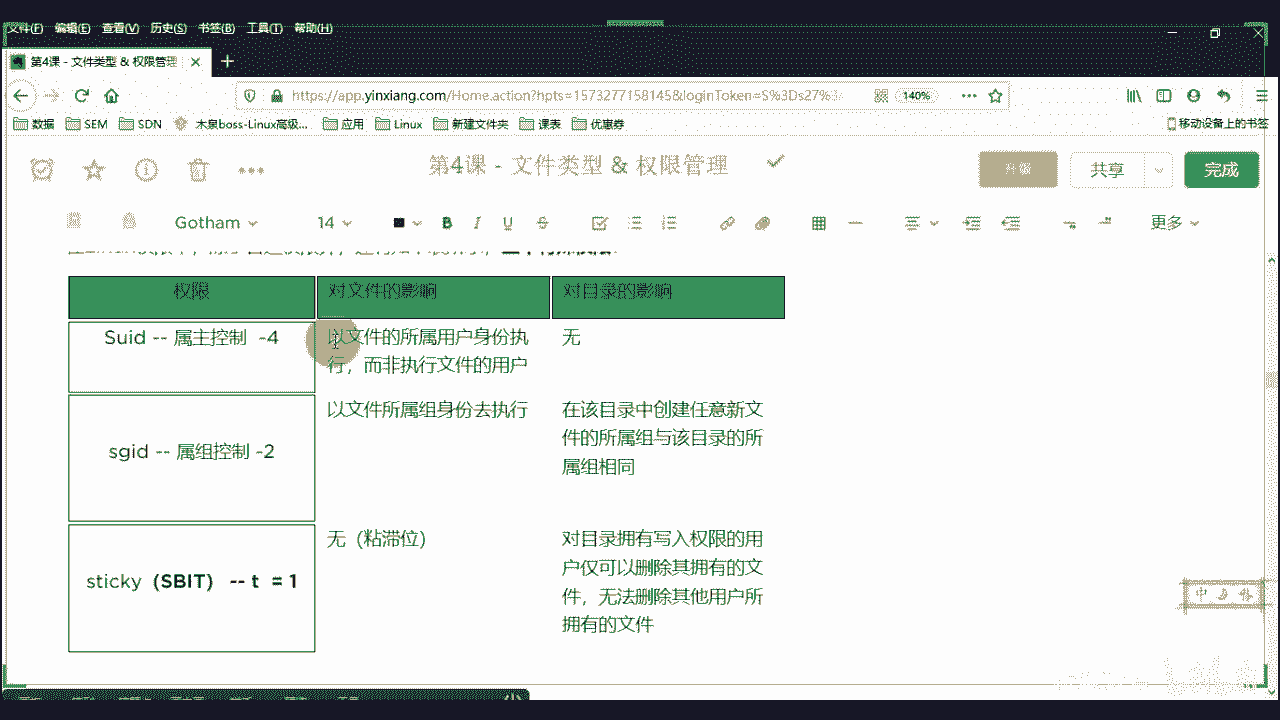 文件(F) 编辑(E) 查看(V) 历史(S) 书签(B) 工具(T) 帮助(H)
第4课 - 文件类型 & 权限管理
https://app.yinxiang.com/Home.action?hpts=1573277158145&loginToken=S%3Ds27%3 140%
数据 SEM SDN 木泉boss-Linux高级... 应用 Linux 新建文件夹 课表 优惠券 移动设备上的书签
第4课 - 文件类型 & 权限管理 升级 共享 完成
Gotham 14 B I U S 更多
权限 对文件的影响 对目录的影响
Suid -- 属主控制 -4
以文件的所属用户身份执
行，而非执行文件的用户
无
sgid -- 属组控制 -2
以文件所属组身份去执行
在该目录中创建任意新文
件的所属组与该目录的所
属组相同
sticky (SBIT) -- t = 1
无（粘滞位）
对目录拥有写入权限的用
户仅可以删除其拥有的文
件，无法删除其他用户所
拥有的文件
中